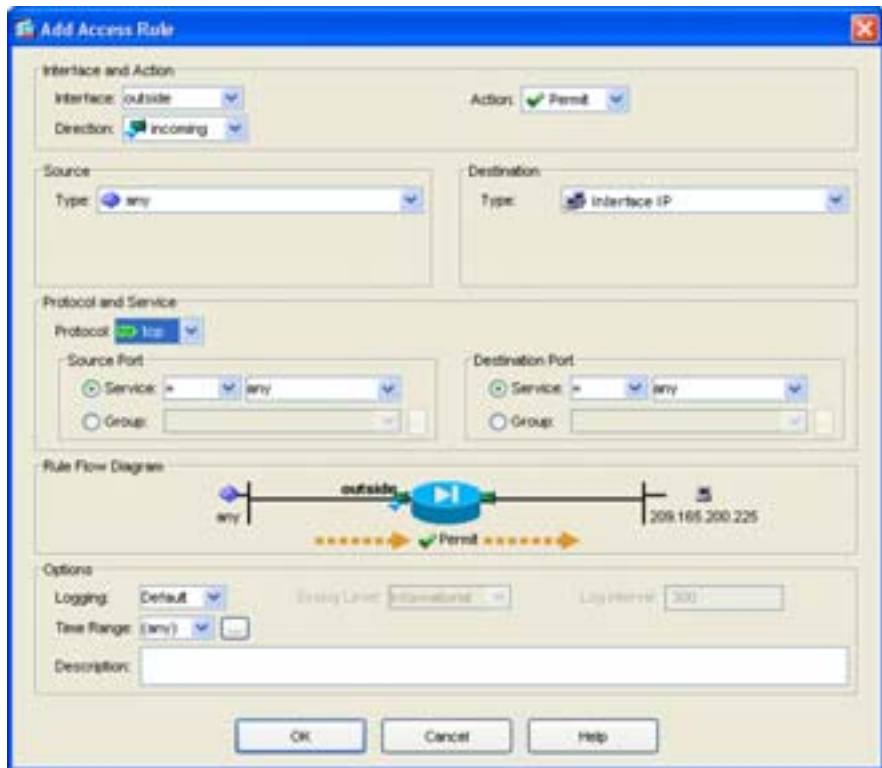 Add Access Rule
Interface and Action
Interface: outside
Action: Permit
Direction: incoming
Source
Type: any
Destination
Type: Interface IP
Protocol and Service
Protocol: tcp
Source Port
Service: = any
Group:
Destination Port
Service: = any
Group:
Rule Flow Diagram
outside
any
209.165.200.225
Permit
Options
Logging: Default
Syslog Level: Informational
Log Interval: 300
Time Range: (any) ...
Description:
OK
Cancel
Help